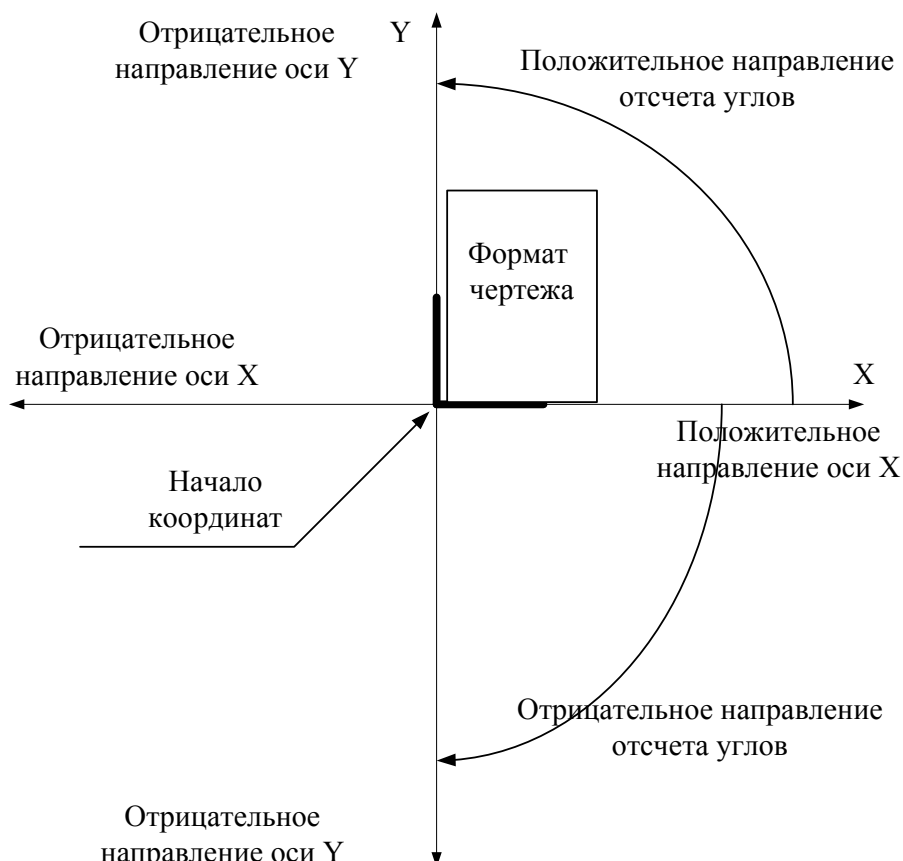 Отрицательное
направление оси Y
Y
Положительное направление
отсчета углов
Формат
чертежа
Отрицательное
направление оси X
X
Положительное
направление оси X
Начало
координат
Отрицательное направление
отсчета углов
Отрицательное
направление оси Y